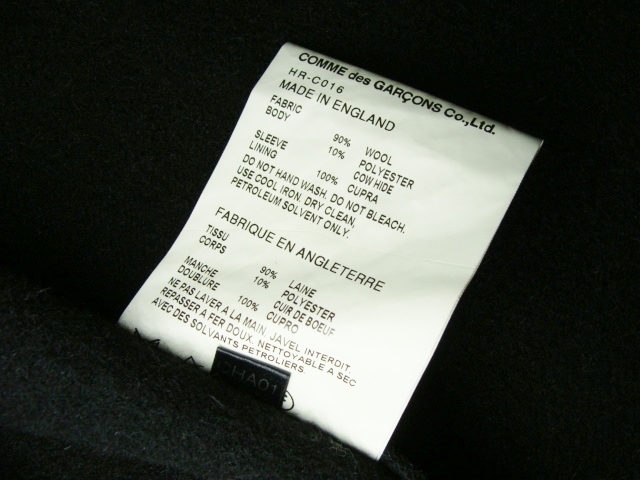 COMME des GARÇONS Co.,Ltd.
HR-C016
MADE IN ENGLAND
FABRIC
BODY 90% WOOL
10% POLYESTER
SLEEVE COW HIDE
LINING 100% CUPRA
DO NOT HAND WASH. DO NOT BLEACH.
USE COOL IRON. DRY CLEAN,
PETROLEUM SOLVENT ONLY.
FABRIQUE EN ANGLETERRE
TISSU
CORPS 90% LAINE
10% POLYESTER
MANCHE CUIR DE BOEUF
DOUBLURE 100% CUPRO
NE PAS LAVER A LA MAIN. JAVEL INTERDIT
REPASSER A FER DOUX. NETTOYABLE A SEC
AVEC DES SOLVANTS PETROLIERS
CHA01